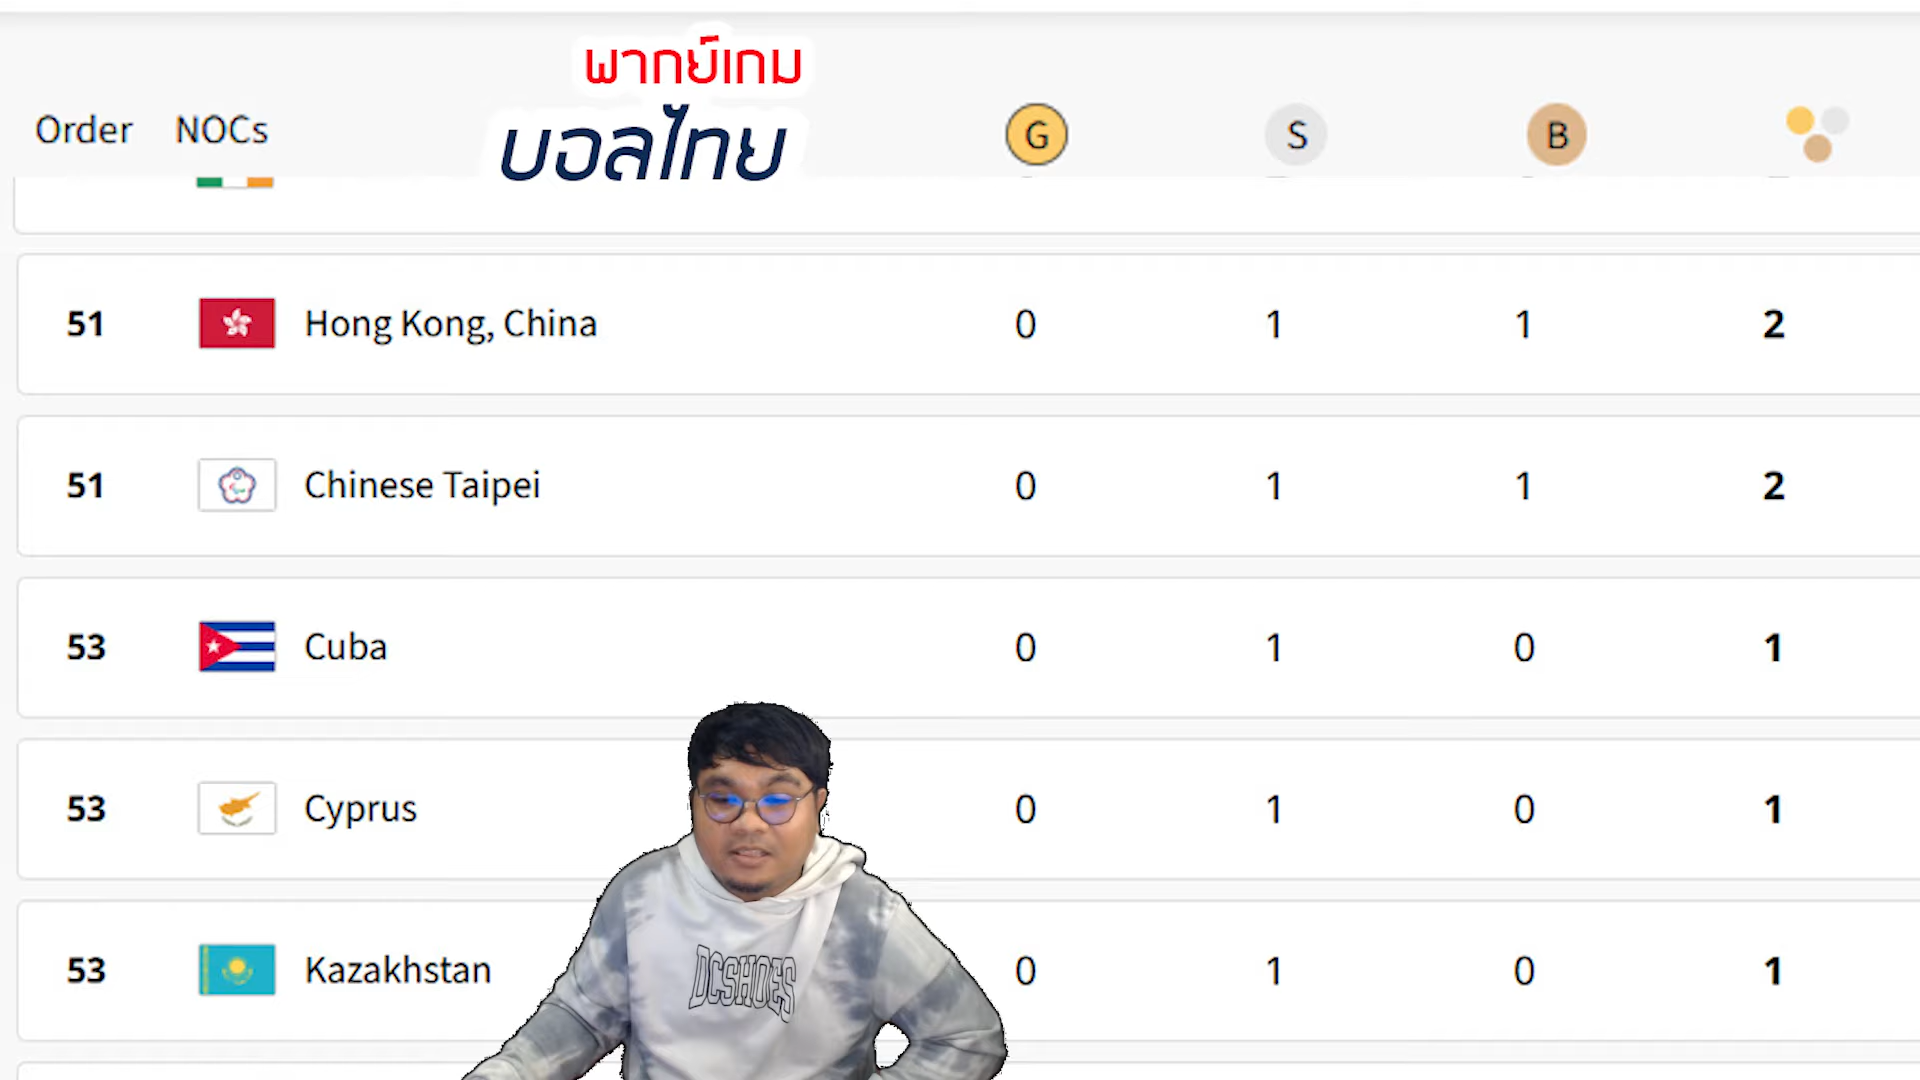 พากย์เกม
บอลไทย
Order NOCs G S B
51 Hong Kong, China 0 1 1 2
51 Chinese Taipei 0 1 1 2
53 Cuba 0 1 0 1
53 Cyprus 0 1 0 1
53 Kazakhstan 0 1 0 1
DCSHOES